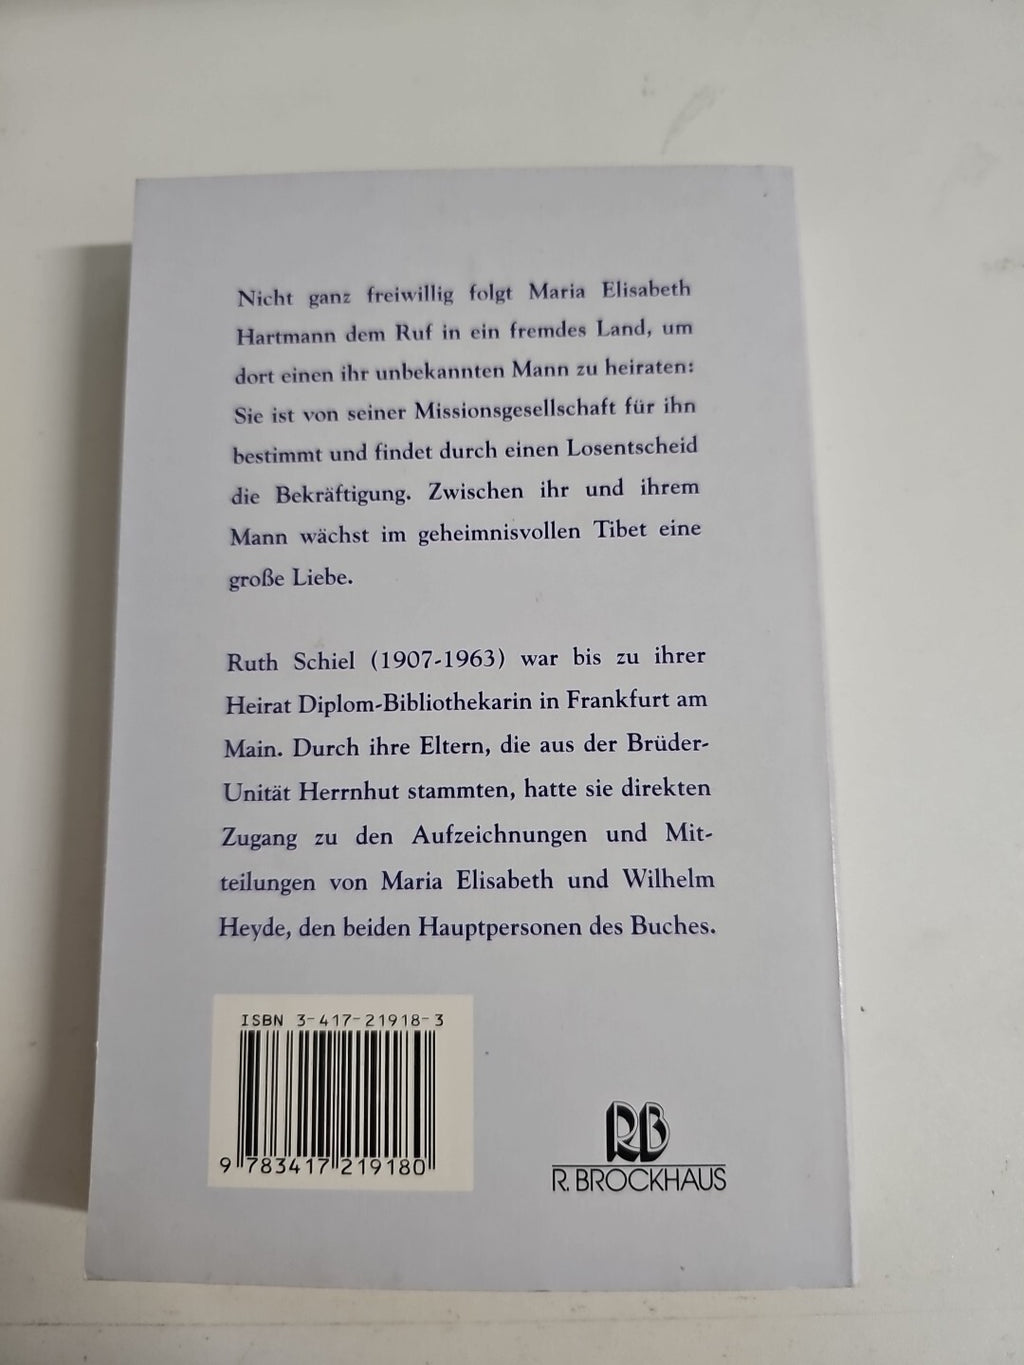 Nicht ganz freiwillig folgt Maria Elisabeth
Hartmann dem Ruf in ein fremdes Land, um
dort einen ihr unbekannten Mann zu heiraten:
Sie ist von seiner Missionsgesellschaft für ihn
bestimmt und findet durch einen Losentscheid
die Bekräftigung. Zwischen ihr und ihrem
Mann wächst im geheimnisvollen Tibet eine
große Liebe.
Ruth Schiel (1907-1963) war bis zu ihrer
Heirat Diplom-Bibliothekarin in Frankfurt am
Main. Durch ihre Eltern, die aus der Brüder-
Unität Herrnhut stammten, hatte sie direkten
Zugang zu den Aufzeichnungen und Mit-
teilungen von Maria Elisabeth und Wilhelm
Heyde, den beiden Hauptpersonen des Buches.
ISBN 3-417-21918-3
9 783417 219180
RB
R. BROCKHAUS